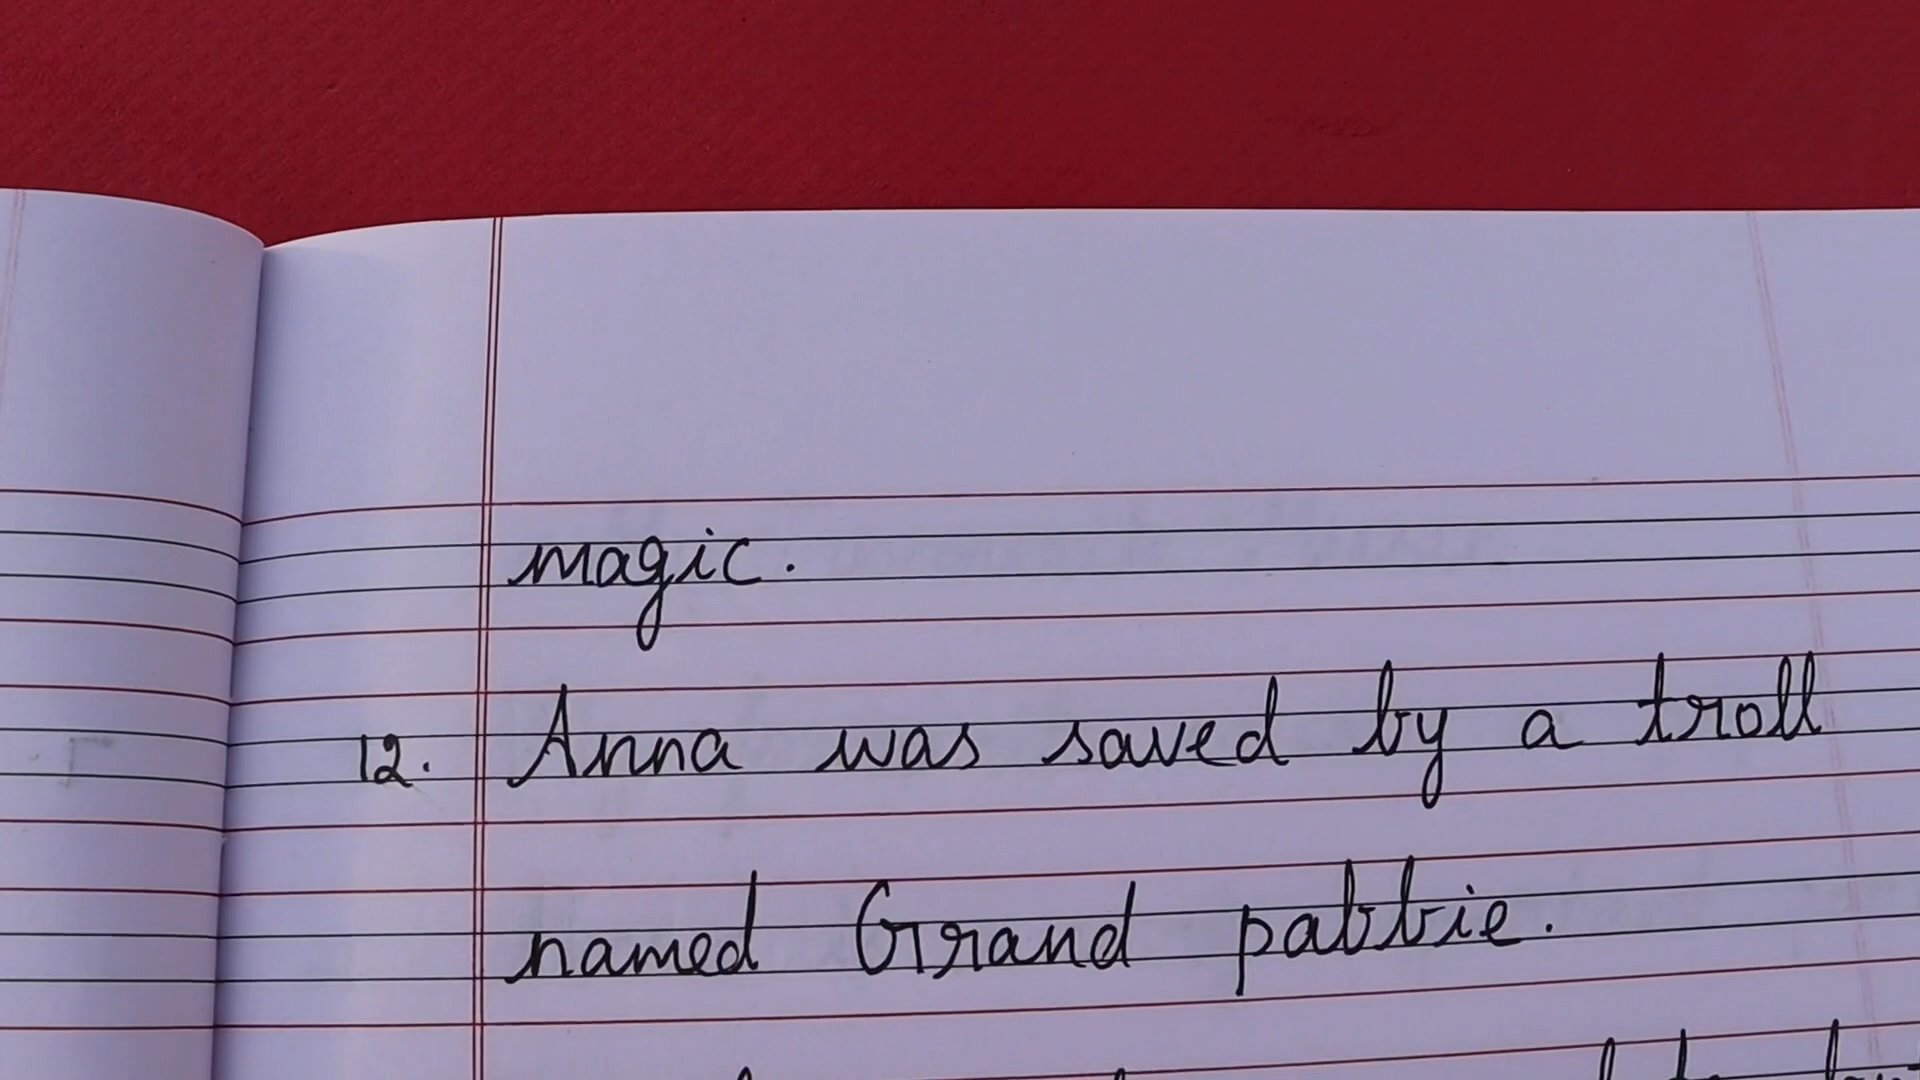 magic.
12. Anna was saved by a troll
named Grand pabbie.